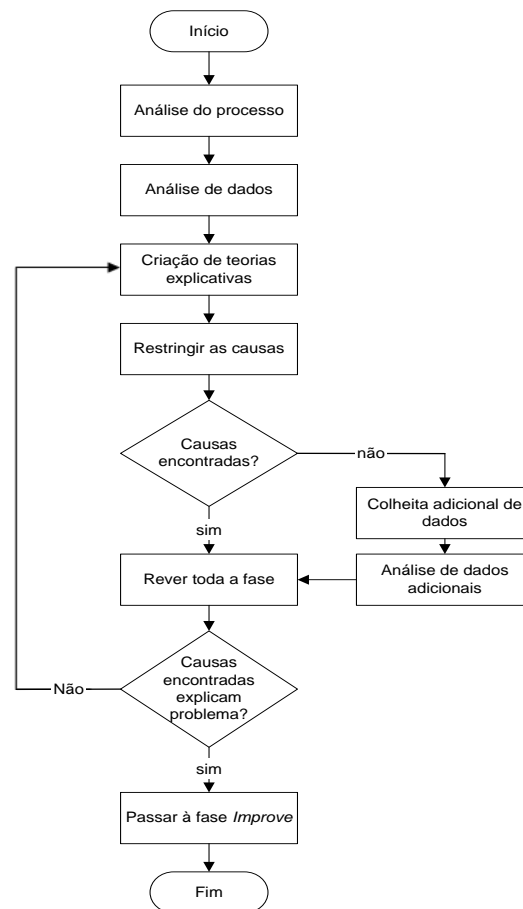 Início
Análise do processo
Análise de dados
Criação de teorias
explicativas
Restringir as causas
Causas
encontradas?
não
Colheita adicional de
dados
sim
Análise de dados
adicionais
Rever toda a fase
Causas
encontradas
explicam
problema?
Não
sim
Passar à fase Improve
Fim